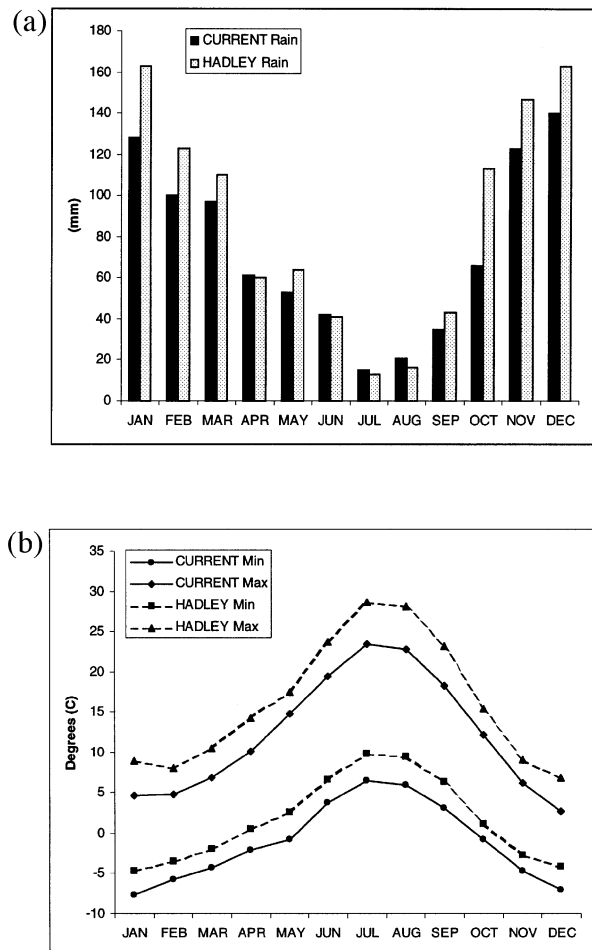 (a)
180
160
140
120
100
80
60
40
20
0
(mm)
CURRENT Rain
HADLEY Rain
JAN FEB MAR APR MAY JUN JUL AUG SEP OCT NOV DEC
(b)
35
30
25
20
15
10
5
0
-5
-10
Degrees (C)
CURRENT Min
CURRENT Max
HADLEY Min
HADLEY Max
JAN FEB MAR APR MAY JUN JUL AUG SEP OCT NOV DEC